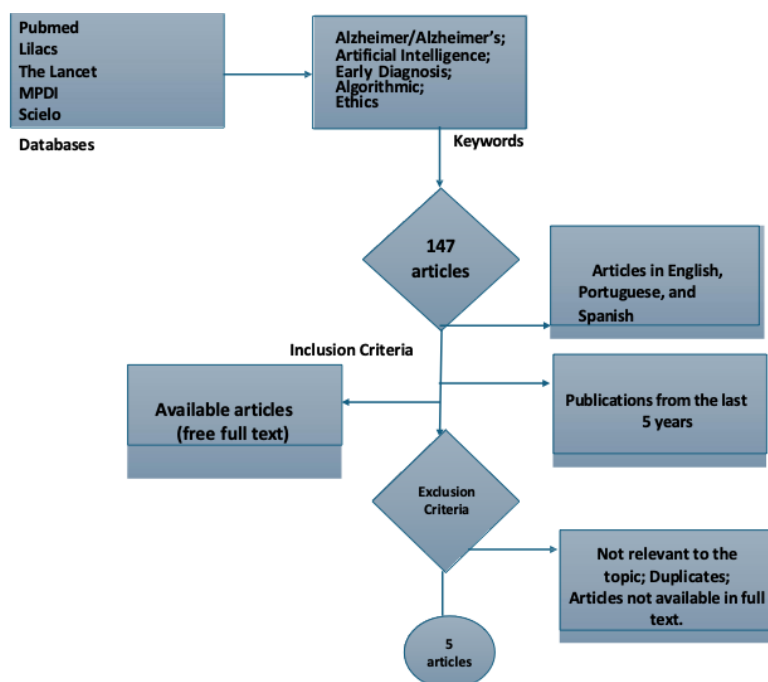 Pubmed
Lilacs
The Lancet
MPDI
Scielo
Databases
Alzheimer/Alzheimer's;
Artificial Intelligence;
Early Diagnosis;
Algorithmic;
Ethics
Keywords
147
articles
Articles in English,
Portuguese, and
Spanish
Inclusion Criteria
Available articles
(free full text)
Publications from the last
5 years
Exclusion
Criteria
Not relevant to the
topic; Duplicates;
Articles not available in full
text.
5
articles